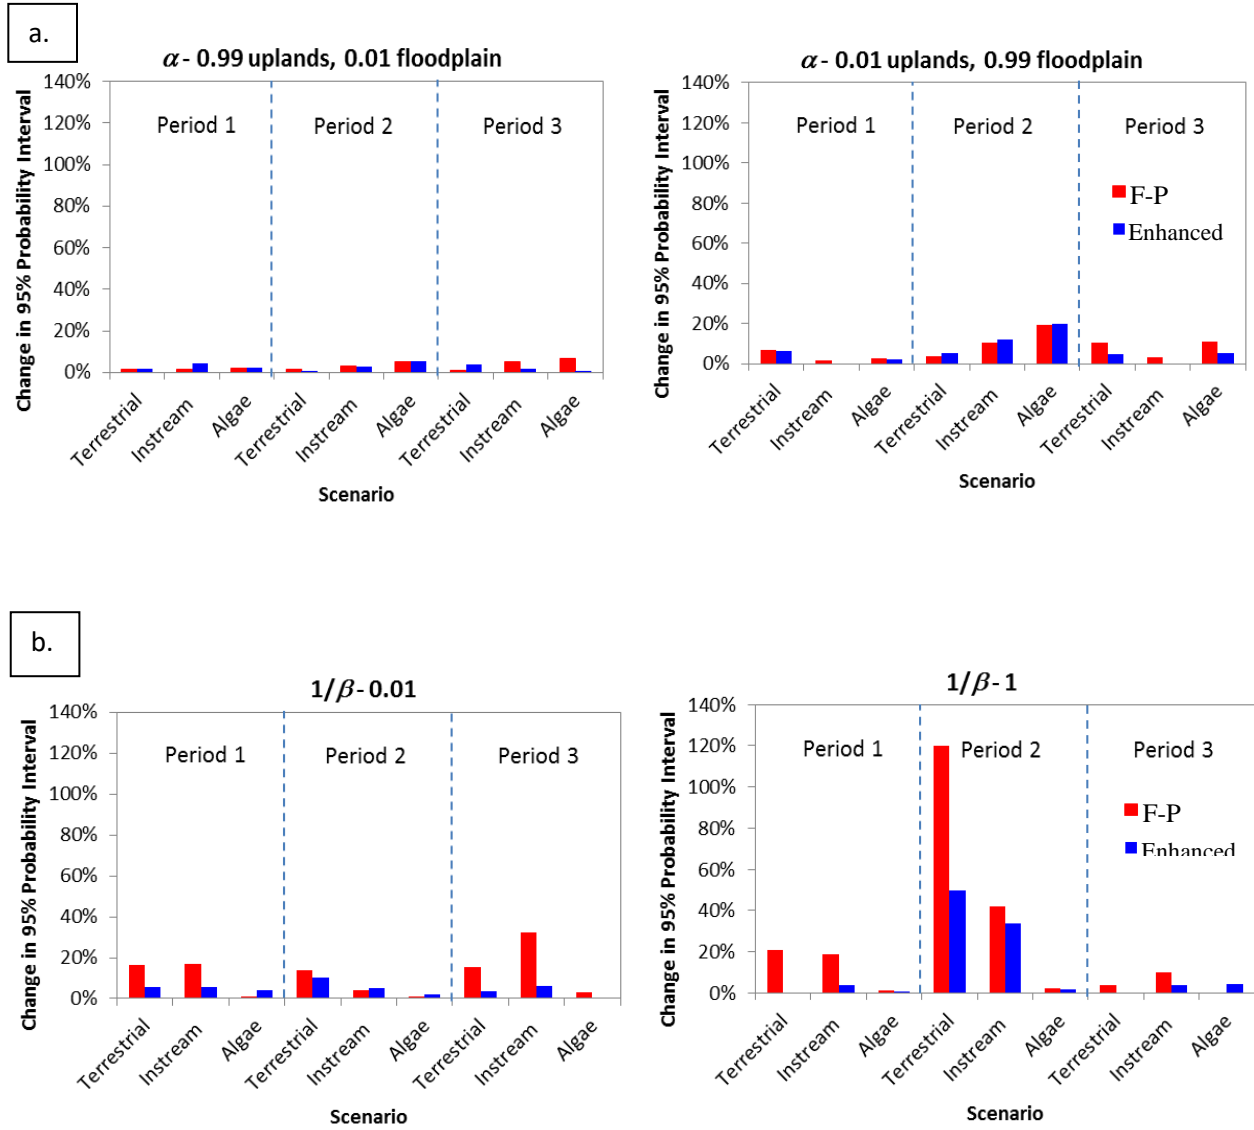 a.
α - 0.99 uplands, 0.01 floodplain
Change in 95% Probability Interval
140%
120%
100%
80%
60%
40%
20%
0%
Period 1
Period 2
Period 3
Terrestrial
Instream
Algae
Terrestrial
Instream
Algae
Terrestrial
Instream
Algae
Scenario
α - 0.01 uplands, 0.99 floodplain
Change in 95% Probability Interval
140%
120%
100%
80%
60%
40%
20%
0%
Period 1
Period 2
Period 3
F-P
Enhanced
Terrestrial
Instream
Algae
Terrestrial
Instream
Algae
Terrestrial
Instream
Algae
Scenario
b.
1/β - 0.01
Change in 95% Probability Interval
140%
120%
100%
80%
60%
40%
20%
0%
Period 1
Period 2
Period 3
Terrestrial
Instream
Algae
Terrestrial
Instream
Algae
Terrestrial
Instream
Algae
Scenario
1/β - 1
Change in 95% Probability Interval
140%
120%
100%
80%
60%
40%
20%
0%
Period 1
Period 2
Period 3
F-P
Enhanced
Terrestrial
Instream
Algae
Terrestrial
Instream
Algae
Terrestrial
Instream
Algae
Scenario